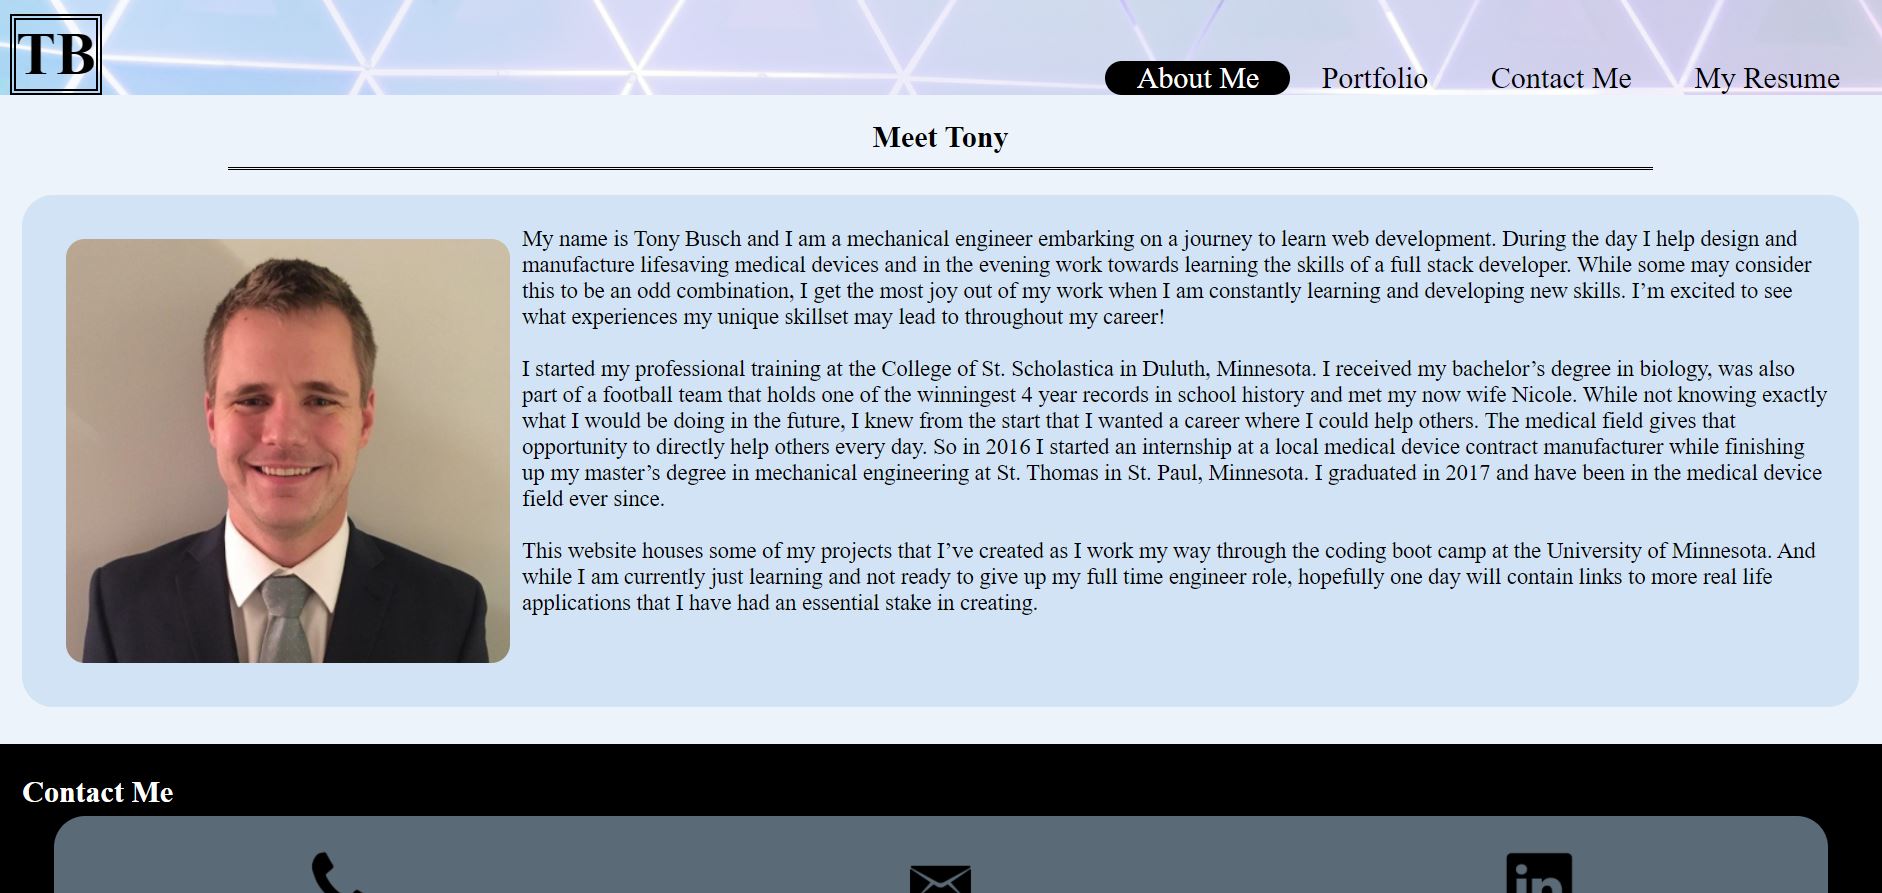 TB
About Me
Portfolio
Contact Me
My Resume
Meet Tony
My name is Tony Busch and I am a mechanical engineer embarking on a journey to learn web development. During the day I help design and
manufacture lifesaving medical devices and in the evening work towards learning the skills of a full stack developer. While some may consider
this to be an odd combination, I get the most joy out of my work when I am constantly learning and developing new skills. I’m excited to see
what experiences my unique skillset may lead to throughout my career!
I started my professional training at the College of St. Scholastica in Duluth, Minnesota. I received my bachelor’s degree in biology, was also
part of a football team that holds one of the winningest 4 year records in school history and met my now wife Nicole. While not knowing exactly
what I would be doing in the future, I knew from the start that I wanted a career where I could help others. The medical field gives that
opportunity to directly help others every day. So in 2016 I started an internship at a local medical device contract manufacturer while finishing
up my master’s degree in mechanical engineering at St. Thomas in St. Paul, Minnesota. I graduated in 2017 and have been in the medical device
field ever since.
This website houses some of my projects that I’ve created as I work my way through the coding boot camp at the University of Minnesota. And
while I am currently just learning and not ready to give up my full time engineer role, hopefully one day will contain links to more real life
applications that I have had an essential stake in creating.
Contact Me
in